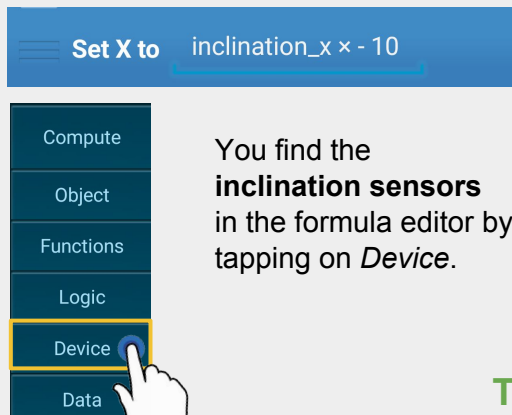 Set X to inclination_x × - 10
Compute
Object
Functions
Logic
Device
Data
You find the
inclination sensors
in the formula editor by
tapping on Device.
T